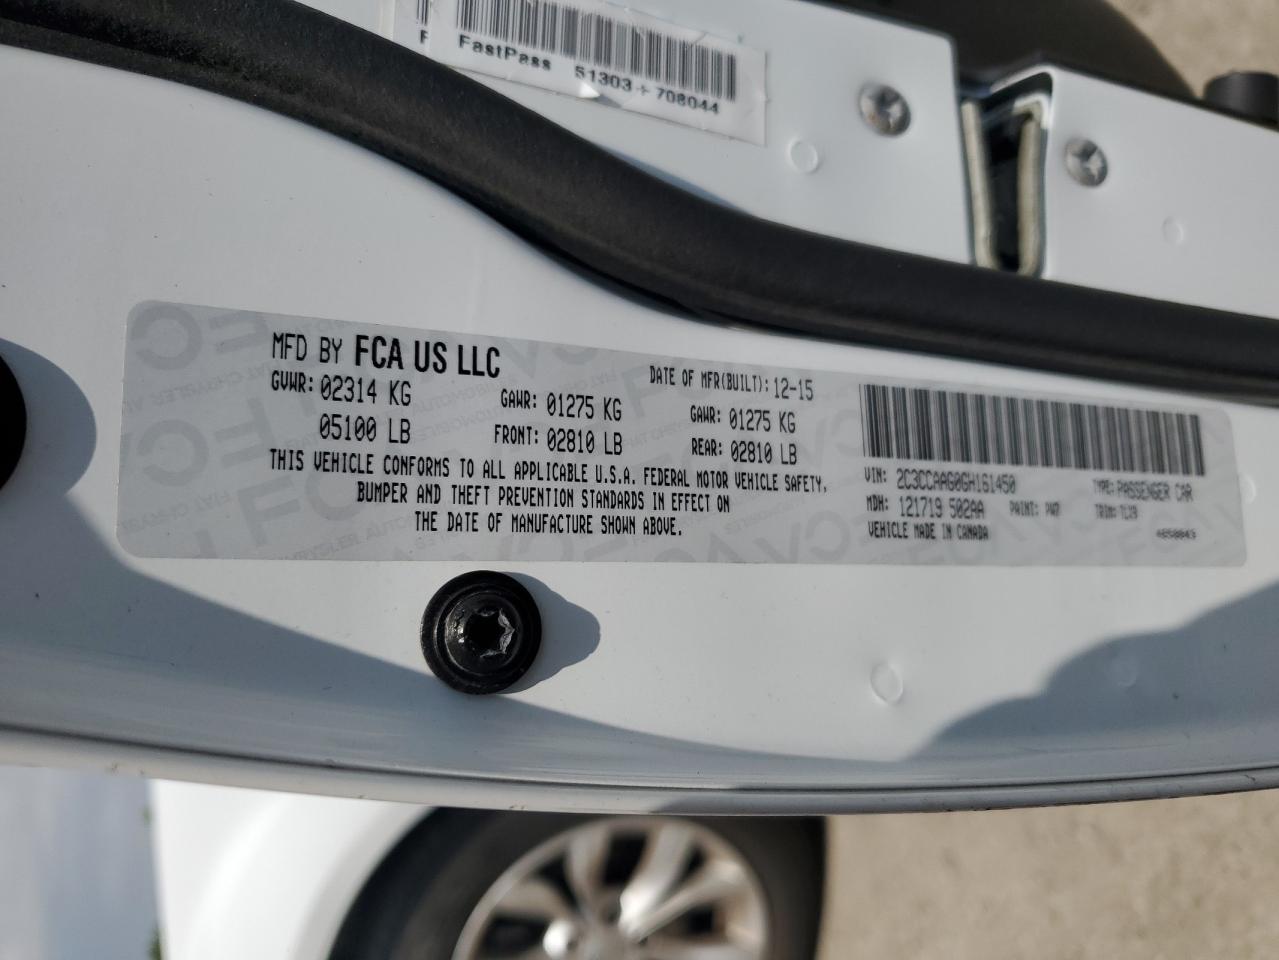 FastPass 51303+708044
MFD BY FCA US LLC
DATE OF MFR(BUILT): 12-15
GVWR: 02314 KG
GAWR: 01275 KG
GAWR: 01275 KG
05100 LB
FRONT: 02810 LB
REAR: 02810 LB
THIS VEHICLE CONFORMS TO ALL APPLICABLE U.S.A. FEDERAL MOTOR VEHICLE SAFETY,
BUMPER AND THEFT PREVENTION STANDARDS IN EFFECT ON
THE DATE OF MANUFACTURE SHOWN ABOVE.
VIN: 2C3CCAAG0GH161450
TYPE: PASSENGER CAR
MDH: 121719 502AA
PAINT: PW7
TRIM: TLX9
VEHICLE MADE IN CANADA